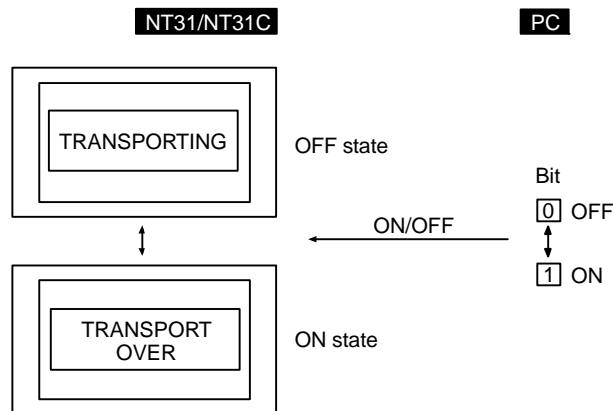 NT31/NT31C
PC
TRANSPORTING
OFF state
Bit
0 OFF
ON/OFF
1 ON
TRANSPORT
OVER
ON state